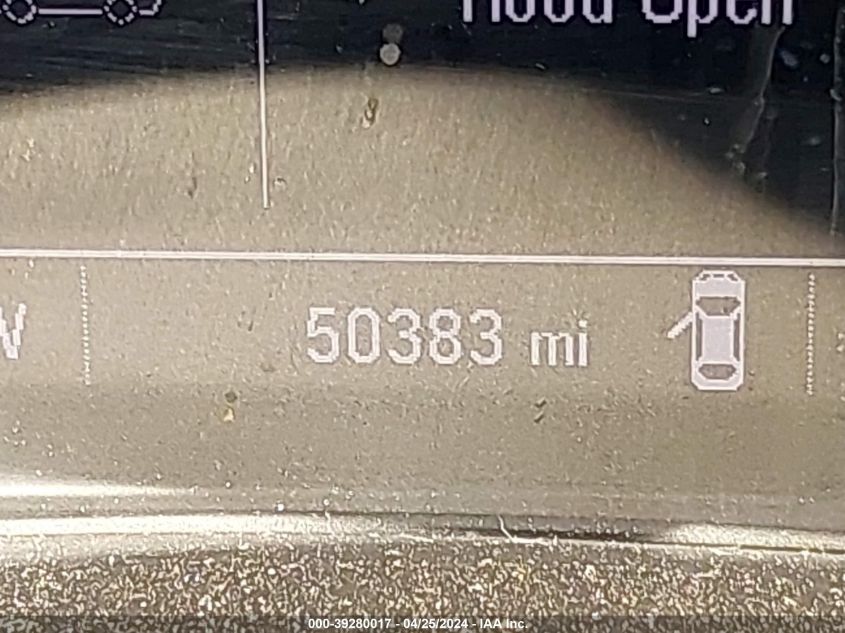 Hood Open
50383 mi
000-39280017 - 04/25/2024 - IAA Inc.